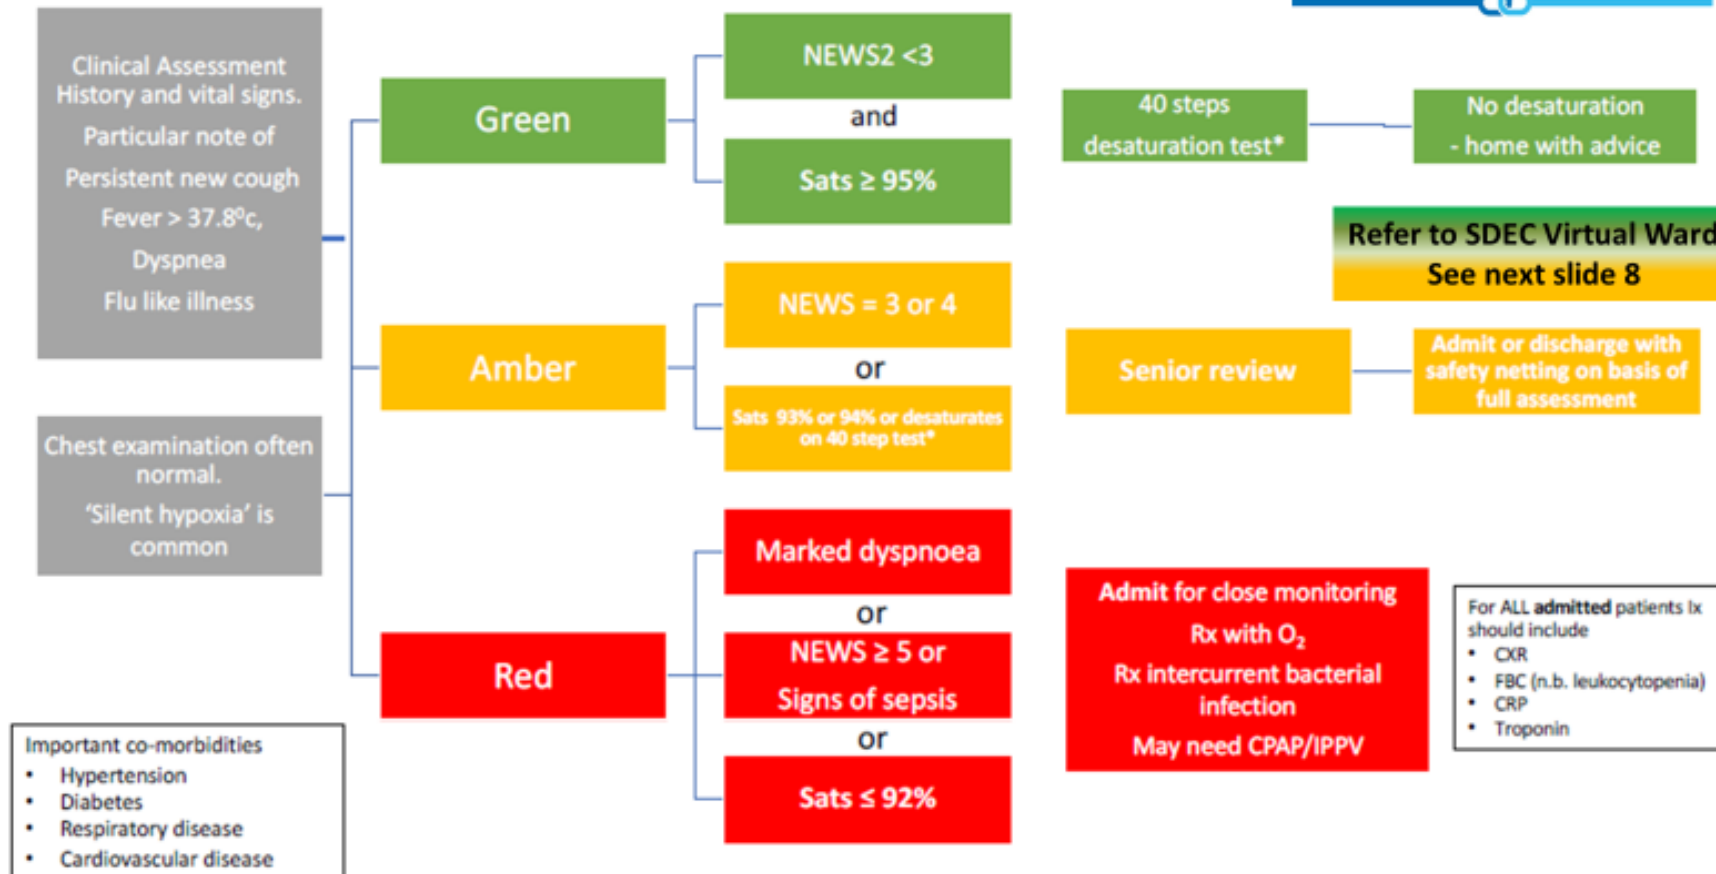 Clinical Assessment
History and vital signs.
Particular note of
Persistent new cough
Fever > 37.8⁰c,
Dyspnea
Flu like illness
Chest examination often
normal.
‘Silent hypoxia’ is
common
Important co-morbidities
• Hypertension
• Diabetes
• Respiratory disease
• Cardiovascular disease
Green
NEWS2 <3
and
Sats ≥ 95%
40 steps
desaturation test*
No desaturation
- home with advice
Refer to SDEC Virtual Ward
See next slide 8
Amber
NEWS = 3 or 4
or
Sats 93% or 94% or desaturates
on 40 step test*
Senior review
Admit or discharge with
safety netting on basis of
full assessment
Red
Marked dyspnoea
or
NEWS ≥ 5 or
Signs of sepsis
or
Sats ≤ 92%
Admit for close monitoring
Rx with O₂
Rx intercurrent bacterial
infection
May need CPAP/IPPV
For ALL admitted patients Ix
should include
• CXR
• FBC (n.b. leukocytopenia)
• CRP
• Troponin